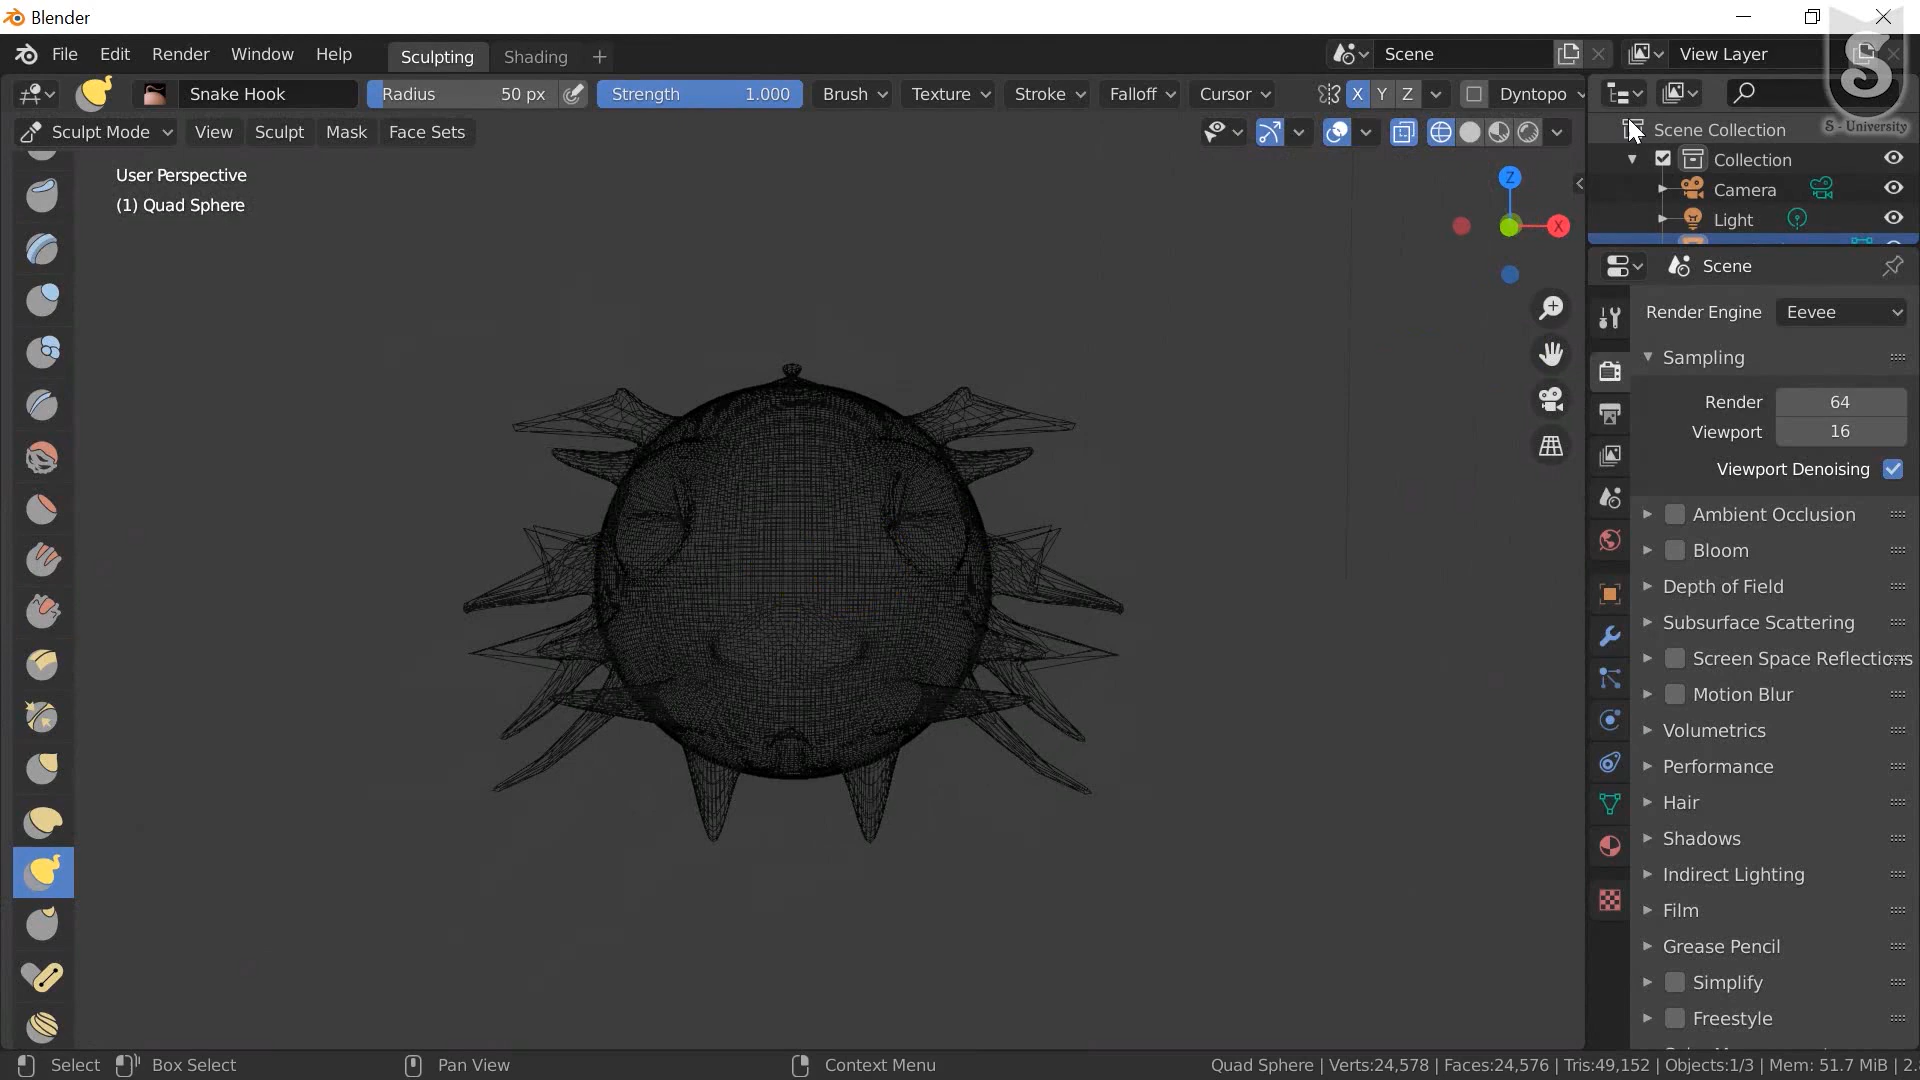 Blender
File Edit Render Window Help Sculpting Shading + Scene View Layer
Snake Hook Radius 50 px Strength 1.000 Brush Texture Stroke Falloff Cursor X Y Z Dyntopo
Sculpt Mode View Sculpt Mask Face Sets
S
S - University
Scene Collection
Collection
Camera
Light
User Perspective
(1) Quad Sphere
Z
X
Scene
Render Engine Eevee
Sampling
Render 64
Viewport 16
Viewport Denoising
Ambient Occlusion
Bloom
Depth of Field
Subsurface Scattering
Screen Space Reflections
Motion Blur
Volumetrics
Performance
Hair
Shadows
Indirect Lighting
Film
Grease Pencil
Simplify
Freestyle
Select Box Select Pan View Context Menu Quad Sphere | Verts:24,578 | Faces:24,576 | Tris:49,152 | Objects:1/3 | Mem: 51.7 MiB | 2.